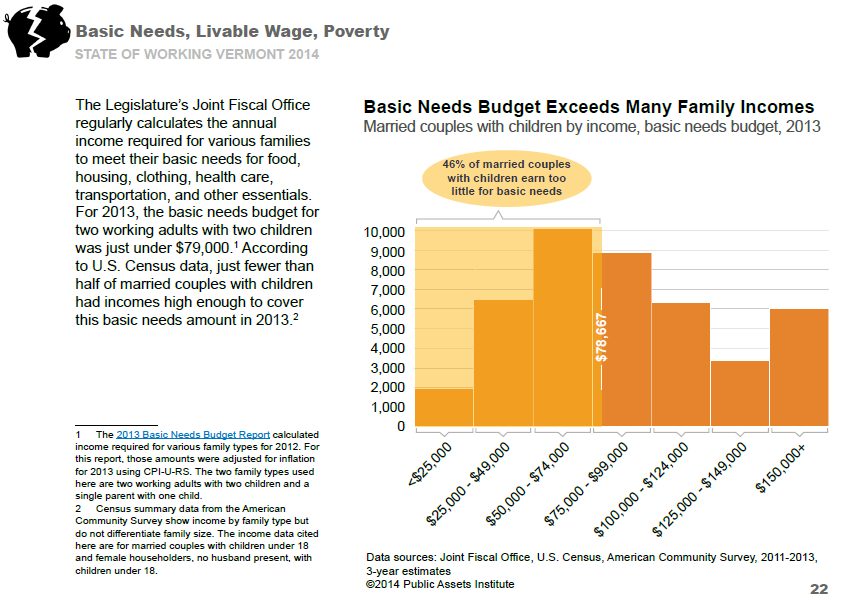 Basic Needs, Livable Wage, Poverty
STATE OF WORKING VERMONT 2014
The Legislature's Joint Fiscal Office
regularly calculates the annual
income required for various families
to meet their basic needs for food,
housing, clothing, health care,
transportation, and other essentials.
For 2013, the basic needs budget for
two working adults with two children
was just under $79,000.¹ According
to U.S. Census data, just fewer than
half of married couples with children
had incomes high enough to cover
this basic needs amount in 2013.²
1 The 2013 Basic Needs Budget Report calculated
income required for various family types for 2012. For
this report, those amounts were adjusted for inflation
for 2013 using CPI-U-RS. The two family types used
here are two working adults with two children and a
single parent with one child.
2 Census summary data from the American
Community Survey show income by family type but
do not differentiate family size. The income data cited
here are for married couples with children under 18
and female householders, no husband present, with
children under 18.
Basic Needs Budget Exceeds Many Family Incomes
Married couples with children by income, basic needs budget, 2013
46% of married couples
with children earn too
little for basic needs
10,000
9,000
8,000
7,000
6,000
5,000
4,000
3,000
2,000
1,000
0
$78,667
<$25,000
$25,000 - $49,000
$50,000 - $74,000
$75,000 - $99,000
$100,000 - $124,000
$125,000 - $149,000
$150,000+
Data sources: Joint Fiscal Office, U.S. Census, American Community Survey, 2011-2013,
3-year estimates
©2014 Public Assets Institute
22